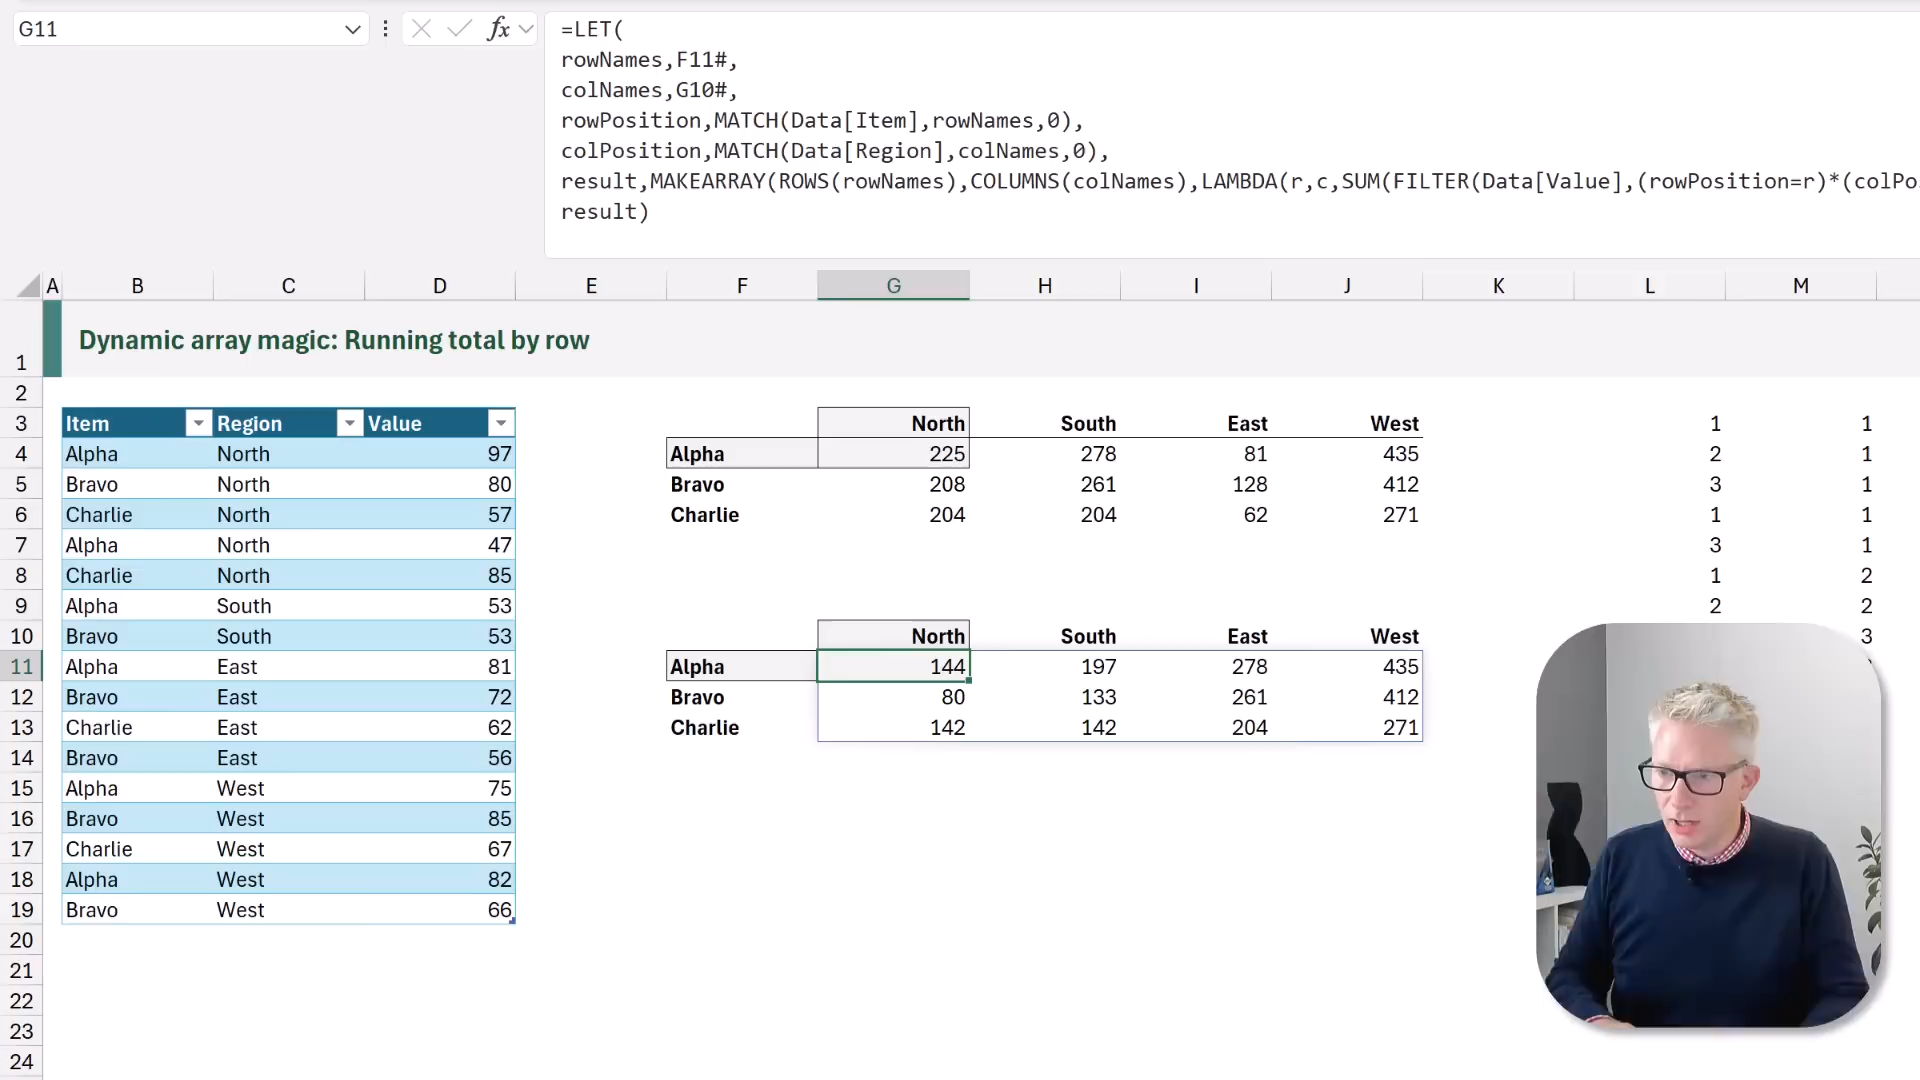 G11
fx
=LET(
rowNames,F11#,
colNames,G10#,
rowPosition,MATCH(Data[Item],rowNames,0),
colPosition,MATCH(Data[Region],colNames,0),
result,MAKEARRAY(ROWS(rowNames),COLUMNS(colNames),LAMBDA(r,c,SUM(FILTER(Data[Value],(rowPosition=r)*(colPo
result)
A B C D E F G H I J K L M
1 Dynamic array magic: Running total by row
2
3 Item Region Value North South East West 1 1
4 Alpha North 97 Alpha 225 278 81 435 2 1
5 Bravo North 80 Bravo 208 261 128 412 3 1
6 Charlie North 57 Charlie 204 204 62 271 1 1
7 Alpha North 47 3 1
8 Charlie North 85 1 2
9 Alpha South 53 2 2
10 Bravo South 53 North South East West 3
11 Alpha East 81 Alpha 144 197 278 435
12 Bravo East 72 Bravo 80 133 261 412
13 Charlie East 62 Charlie 142 142 204 271
14 Bravo East 56
15 Alpha West 75
16 Bravo West 85
17 Charlie West 67
18 Alpha West 82
19 Bravo West 66
20
21
22
23
24